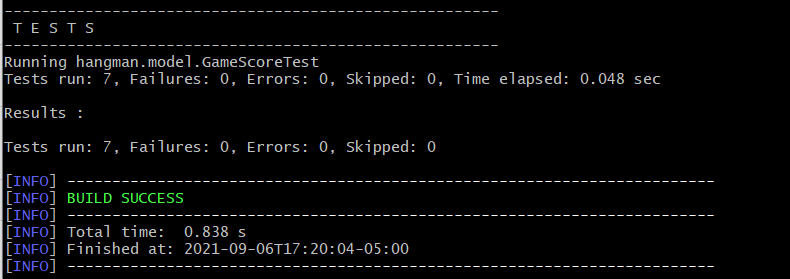 -------------------------------------------------------
 T E S T S
-------------------------------------------------------
Running hangman.model.GameScoreTest
Tests run: 7, Failures: 0, Errors: 0, Skipped: 0, Time elapsed: 0.048 sec

Results :

Tests run: 7, Failures: 0, Errors: 0, Skipped: 0

[INFO] ------------------------------------------------------------------------
[INFO] BUILD SUCCESS
[INFO] ------------------------------------------------------------------------
[INFO] Total time:  0.838 s
[INFO] Finished at: 2021-09-06T17:20:04-05:00
[INFO] ------------------------------------------------------------------------